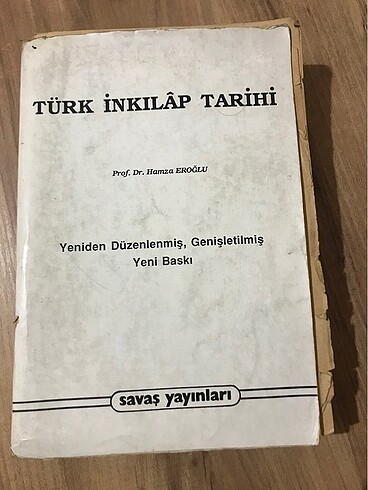 TÜRK İNKILÂP TARİHİ
Prof. Dr. Hamza EROĞLU
Yeniden Düzenlenmiş, Genişletilmiş
Yeni Baskı
savaş yayınları